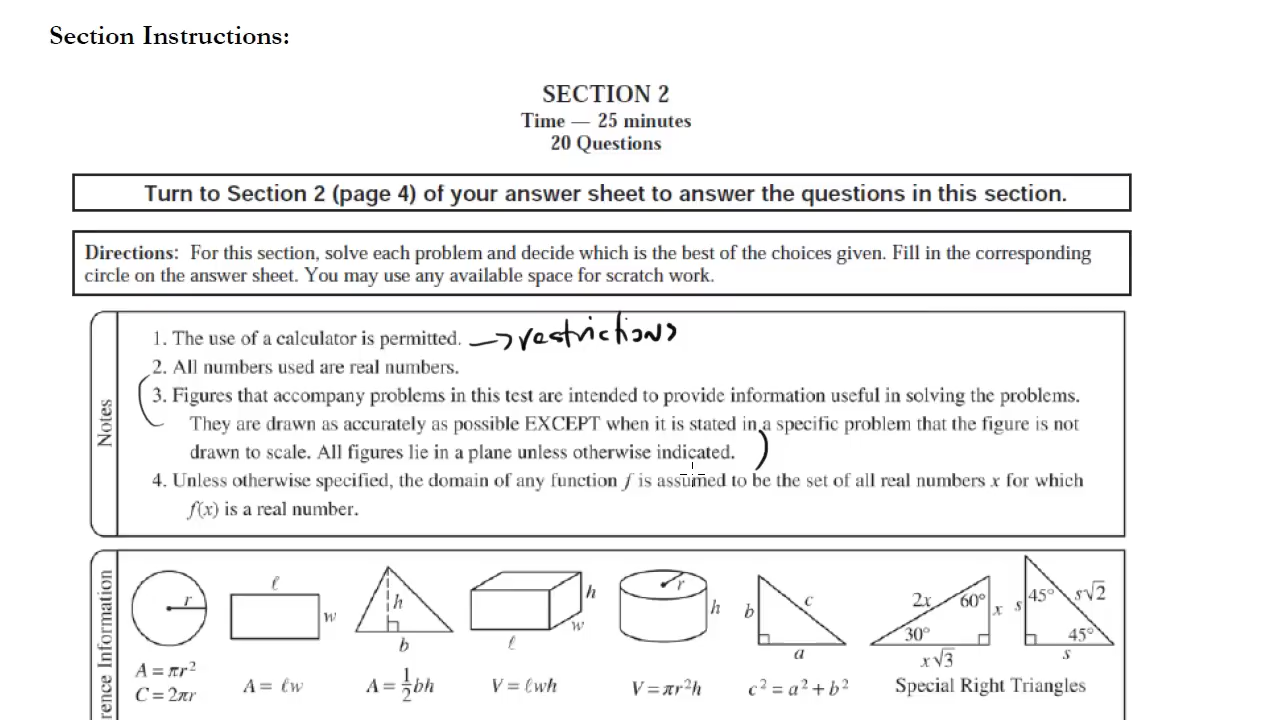 Section Instructions:
SECTION 2
Time — 25 minutes
20 Questions
Turn to Section 2 (page 4) of your answer sheet to answer the questions in this section.
Directions: For this section, solve each problem and decide which is the best of the choices given. Fill in the corresponding
circle on the answer sheet. You may use any available space for scratch work.
Notes
1. The use of a calculator is permitted. → restrictions
2. All numbers used are real numbers.
3. Figures that accompany problems in this test are intended to provide information useful in solving the problems.
They are drawn as accurately as possible EXCEPT when it is stated in a specific problem that the figure is not
drawn to scale. All figures lie in a plane unless otherwise indicated.
4. Unless otherwise specified, the domain of any function f is assumed to be the set of all real numbers x for which
f(x) is a real number.
rence Information
r
ℓ
w
h
b
h
w
ℓ
r
h
b
c
a
2x
60°
x
30°
x√3
s
45°
s√2
45°
s
A = πr²
C = 2πr
A = ℓw
A = 1/2 bh
V = ℓwh
V = πr²h
c² = a² + b²
Special Right Triangles